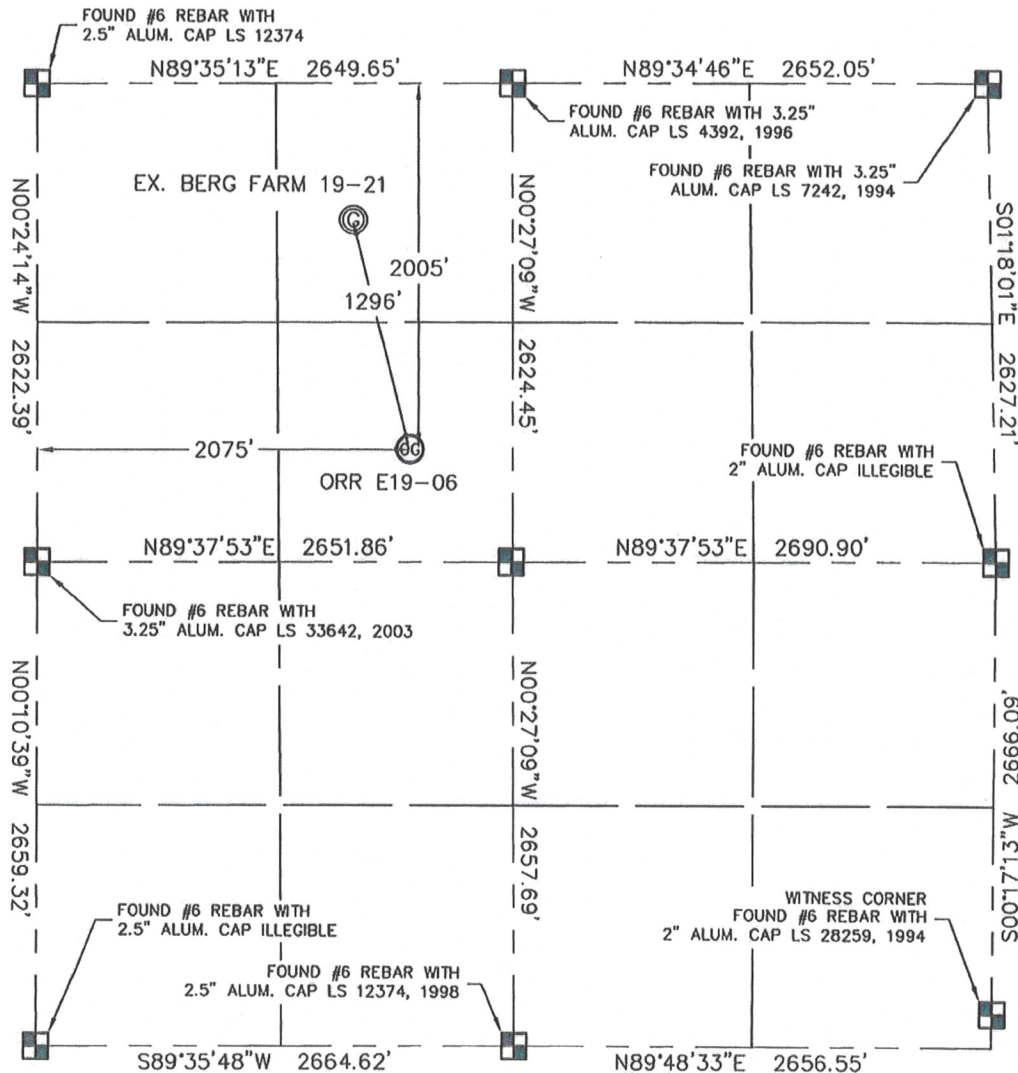 FOUND #6 REBAR WITH
2.5" ALUM. CAP LS 12374
N89°35'13"E 2649.65'
N89°34'46"E 2652.05'
FOUND #6 REBAR WITH 3.25"
ALUM. CAP LS 4392, 1996
FOUND #6 REBAR WITH 3.25"
ALUM. CAP LS 7242, 1994
EX. BERG FARM 19-21
G
N00°24'14"W 2622.39'
2005'
1296'
N00°27'09"W 2624.45'
S01°18'01"E 2627.21'
2075'
OG
ORR E19-06
FOUND #6 REBAR WITH
2" ALUM. CAP ILLEGIBLE
N89°37'53"E 2651.86'
N89°37'53"E 2690.90'
FOUND #6 REBAR WITH
3.25" ALUM. CAP LS 33642, 2003
N00°10'39"W 2659.32'
N00°27'09"W 2657.69'
S00°17'13"W 2666.09'
FOUND #6 REBAR WITH
2.5" ALUM. CAP ILLEGIBLE
WITNESS CORNER
FOUND #6 REBAR WITH
2" ALUM. CAP LS 28259, 1994
FOUND #6 REBAR WITH
2.5" ALUM. CAP LS 12374, 1998
S89°35'48"W 2664.62'
N89°48'33"E 2656.55'